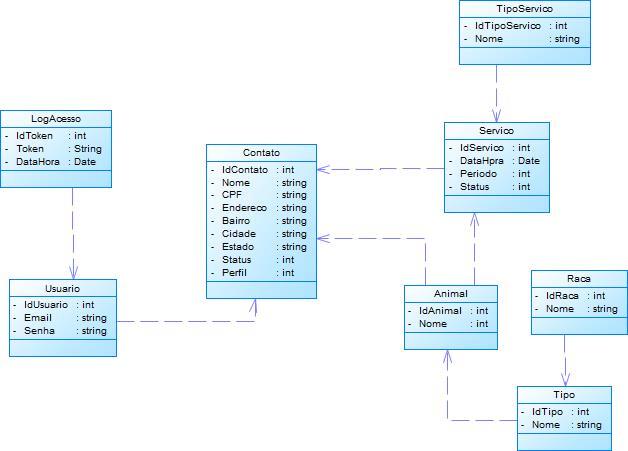 TipoServico
- IdTipoServico : int
- Nome : string
LogAcesso
- IdToken : int
- Token : String
- DataHora : Date
Contato
- IdContato : int
- Nome : string
- CPF : string
- Endereco : string
- Bairro : string
- Cidade : string
- Estado : string
- Status : int
- Perfil : int
Servico
- IdServico : int
- DataHpra : Date
- Periodo : int
- Status : int
Usuario
- IdUsuario : int
- Email : string
- Senha : string
Animal
- IdAnimal : int
- Nome : int
Raca
- IdRaca : int
- Nome : string
Tipo
- IdTipo : int
- Nome : string